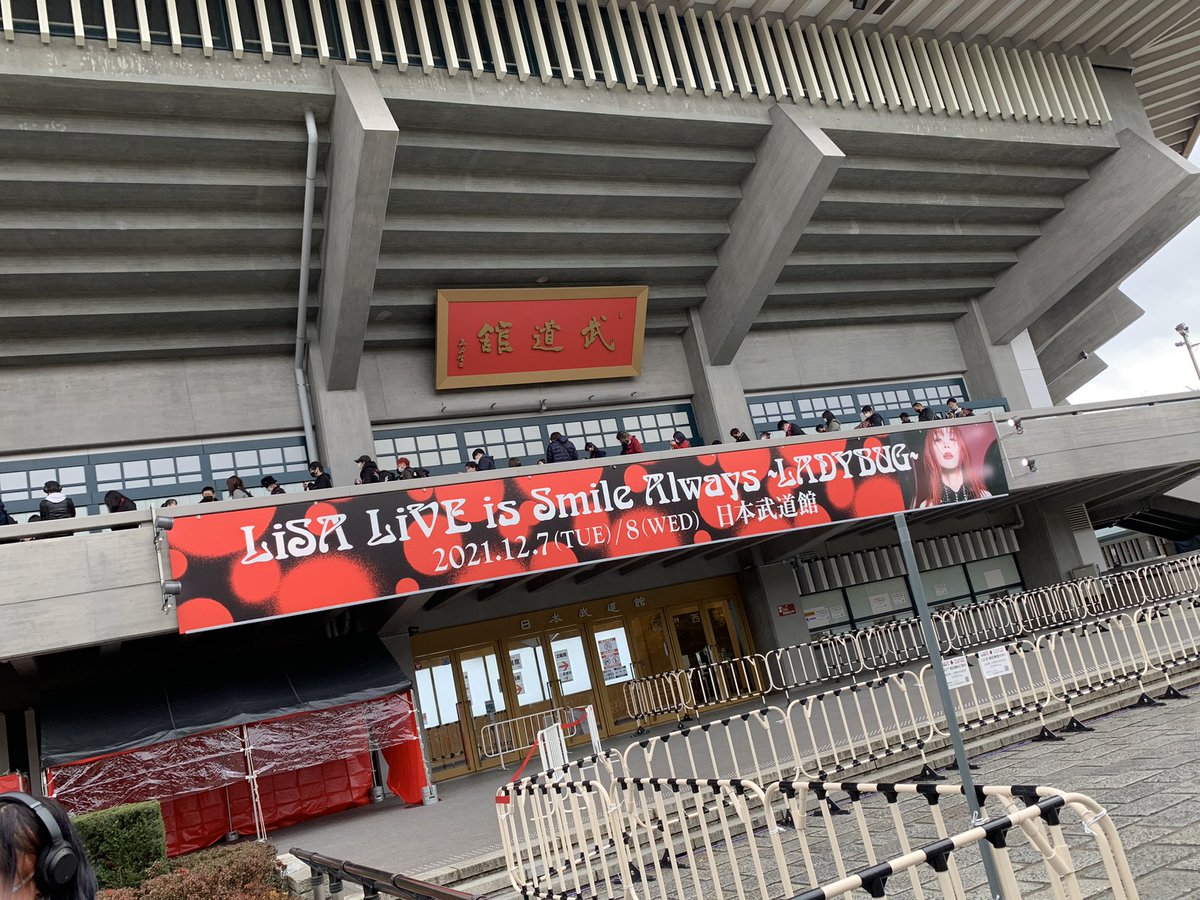 武道館
LiSA LiVE is Smile Always ~LADYBUG~
2021.12.7(TUE)/8(WED) 日本武道館
日本武道館
西